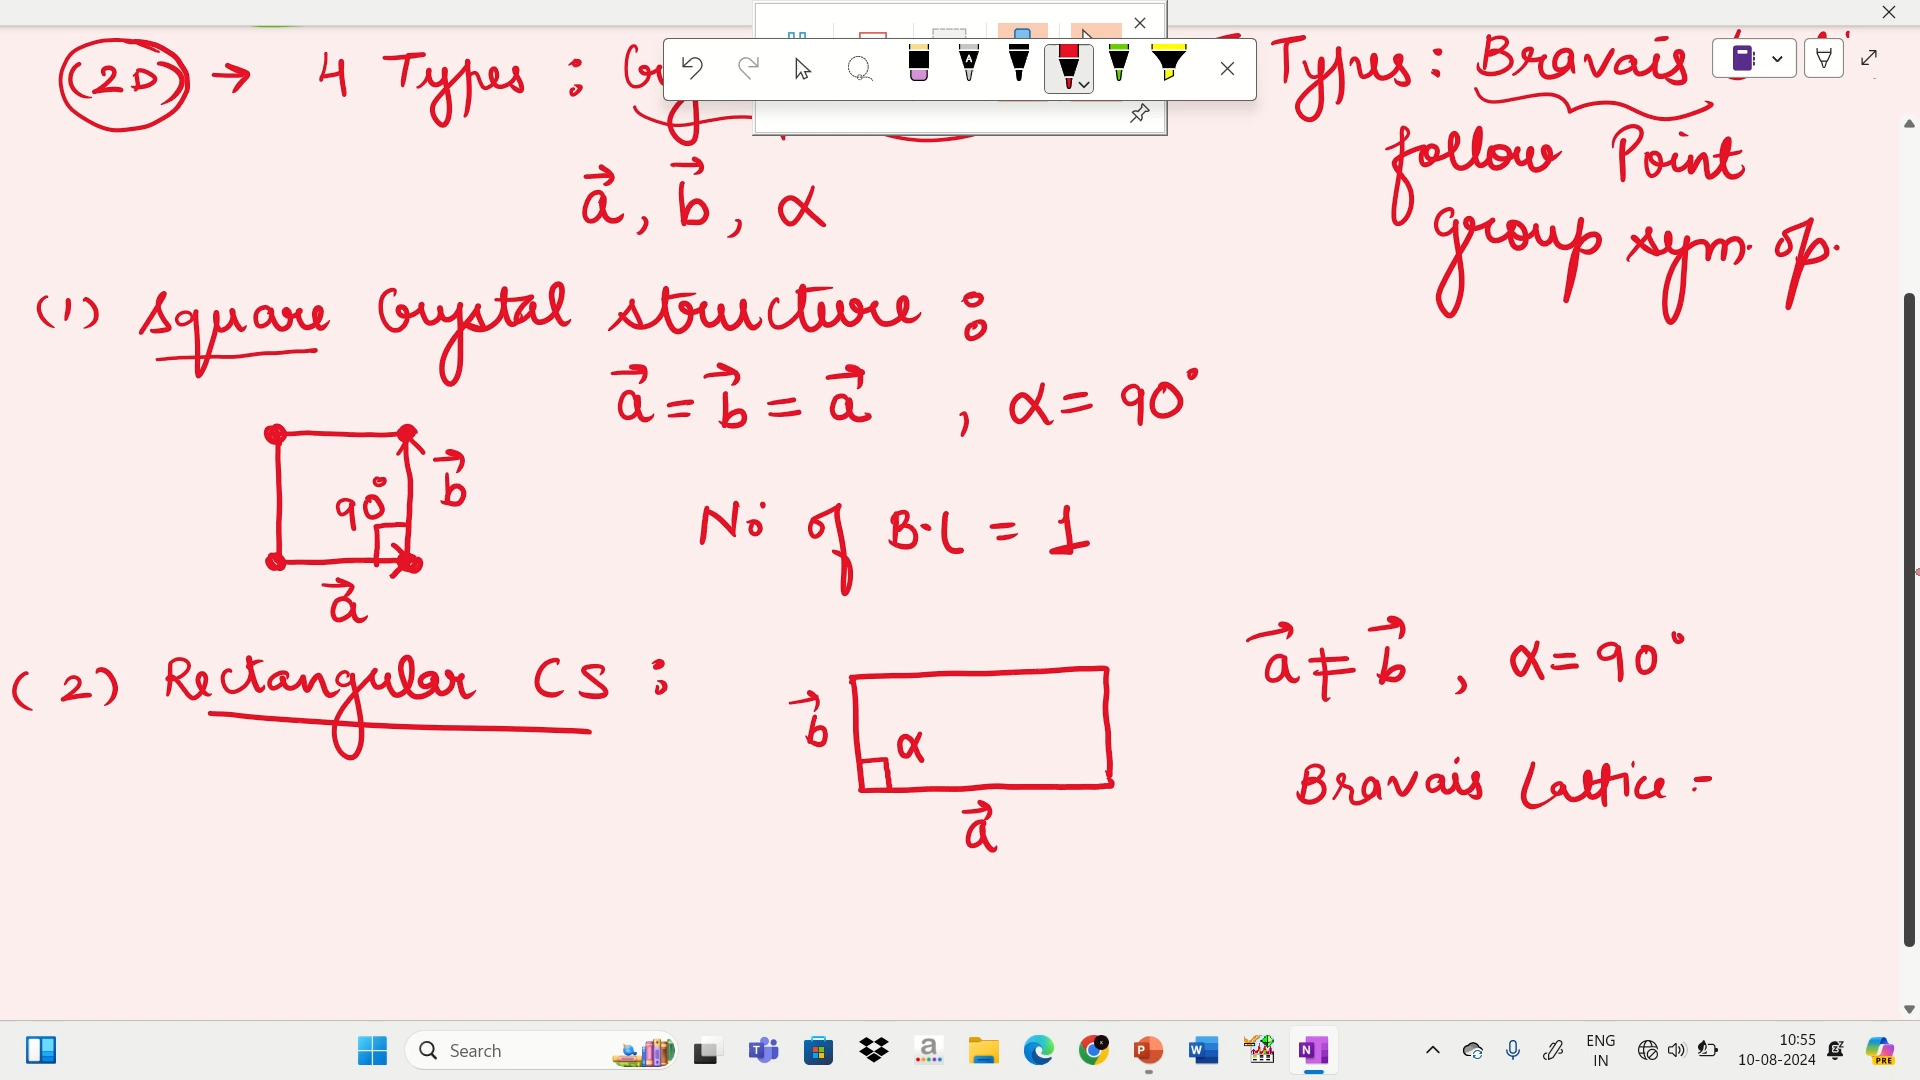 (2D) → 4 Types : Types : Bravais
follow Point
a⃗, b⃗, α
group sym. op.
(1) Square Crystal structure :
a⃗ = b⃗ = a⃗ , α = 90°
b⃗
90°
No of B.L = 1
a⃗
a⃗ ≠ b⃗ , α = 90°
(2) Rectangular CS :
b⃗
α
Bravais Lattice =
a⃗
Search
ENG
IN
10:55
10-08-2024